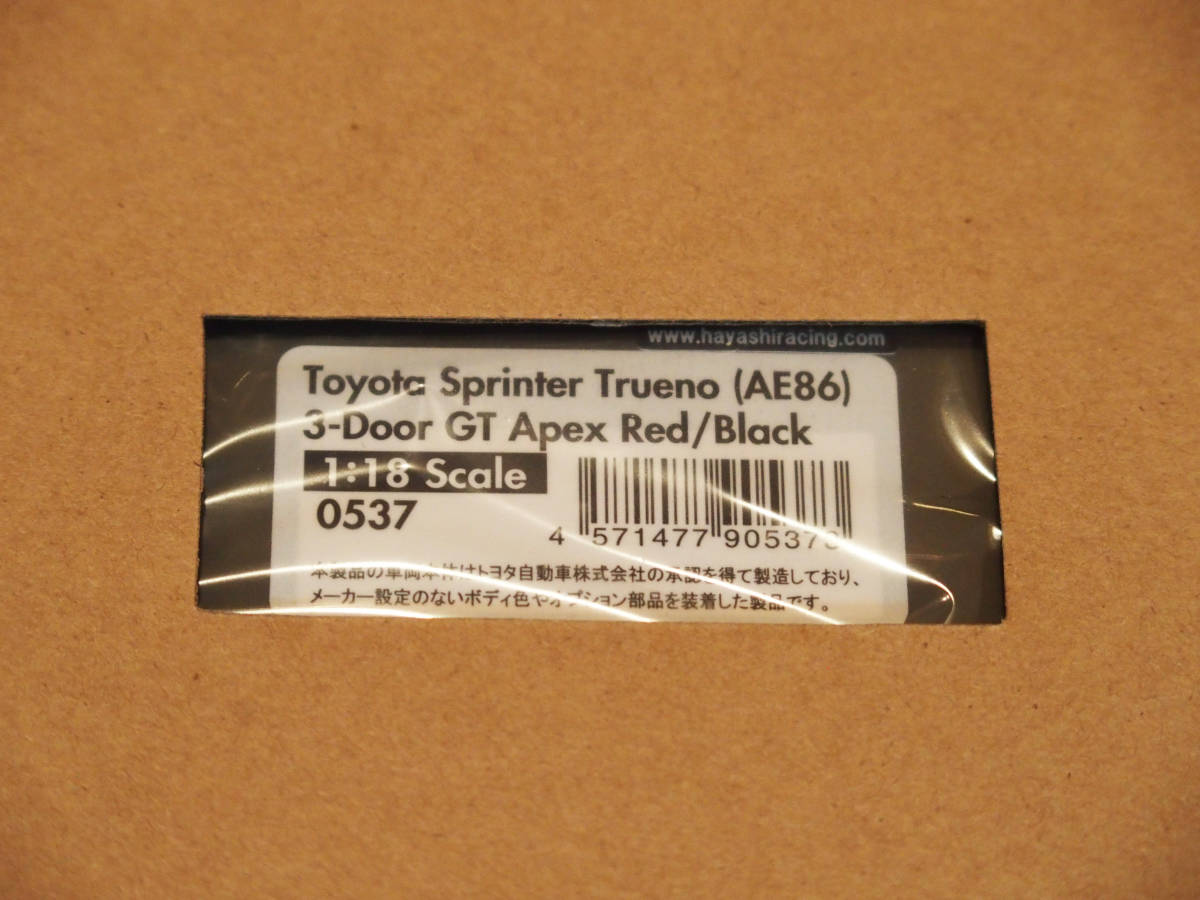 www.hayashiracing.com
Toyota Sprinter Trueno (AE86)
3-Door GT Apex Red/Black
1:18 Scale
0537
4 571477 905376
本製品の車両本体はトヨタ自動車株式会社の承認を得て製造しており、
メーカー設定のないボディ色やオプション部品を装着した製品です。